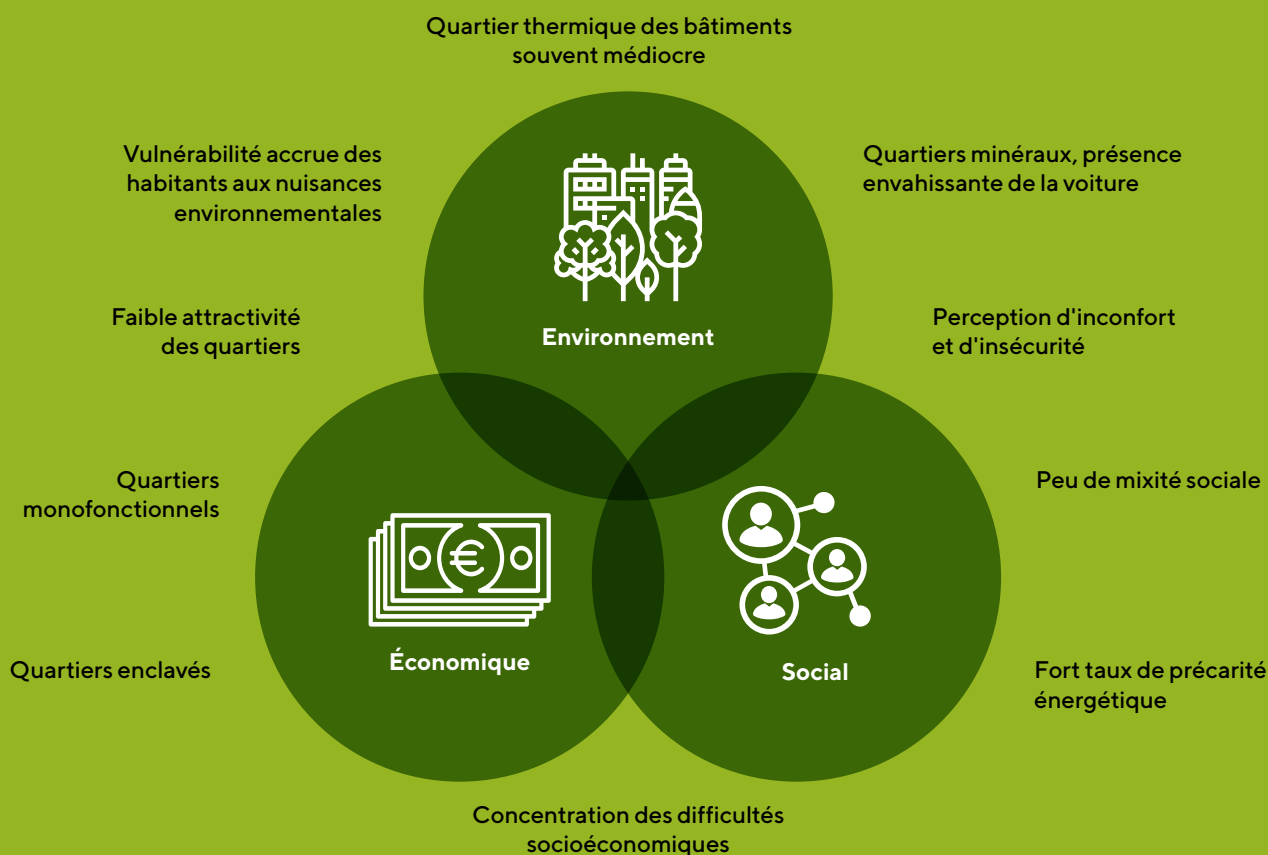 Quartier thermique des bâtiments
souvent médiocre
Vulnérabilité accrue des
habitants aux nuisances
environnementales
Quartiers minéraux, présence
envahissante de la voiture
Environnement
Faible attractivité
des quartiers
Perception d'inconfort
et d'insécurité
Quartiers
monofonctionnels
Peu de mixité sociale
€
Économique
Social
Quartiers enclavés
Fort taux de précarité
énergétique
Concentration des difficultés
socioéconomiques